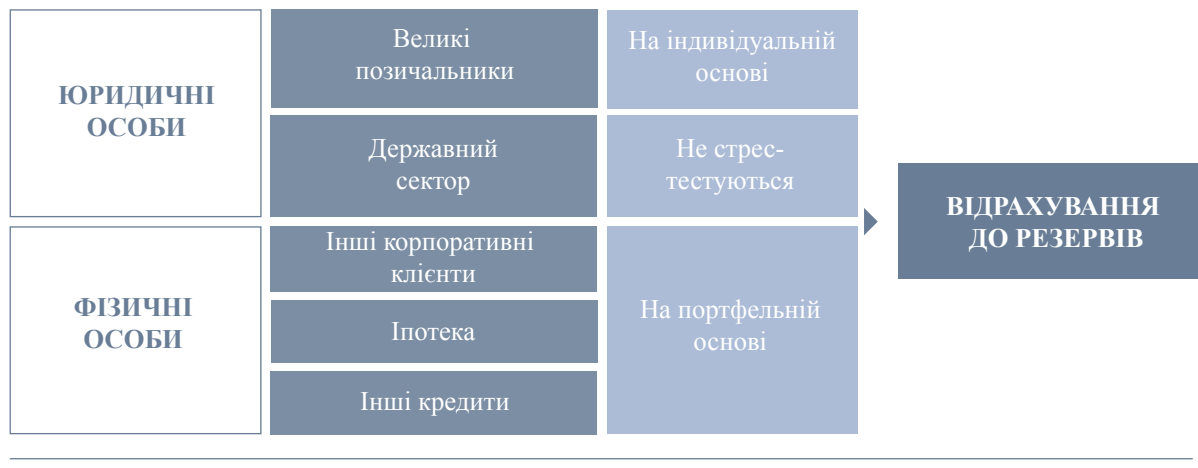 ЮРИДИЧНІ
ОСОБИ
Великі
позичальники
На індивідуальній
основі
Державний
сектор
Не стрес-
тестуються
ФІЗИЧНІ
ОСОБИ
Інші корпоративні
клієнти
Іпотека
Інші кредити
На портфельній
основі
ВІДРАХУВАННЯ
ДО РЕЗЕРВІВ